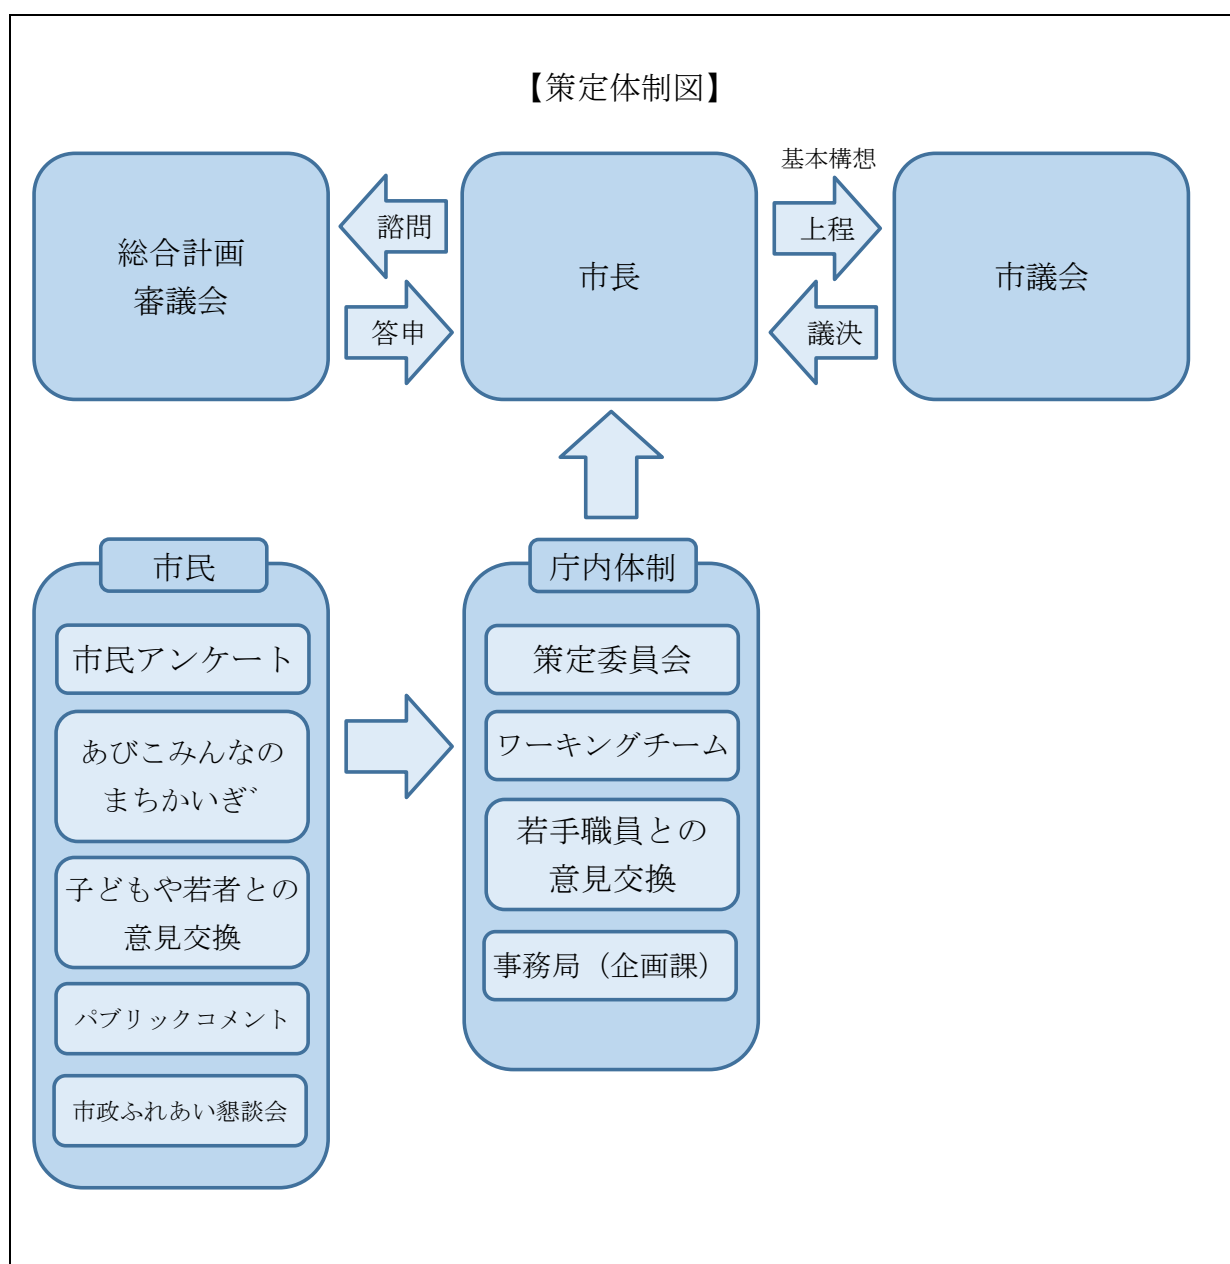 【策定体制図】
総合計画
審議会
諮問
答申
市長
基本構想
上程
議決
市議会
市民
市民アンケート
あびこみんなの
まちかいぎ゛
子どもや若者との
意見交換
パブリックコメント
市政ふれあい懇談会
庁内体制
策定委員会
ワーキングチーム
若手職員との
意見交換
事務局（企画課）